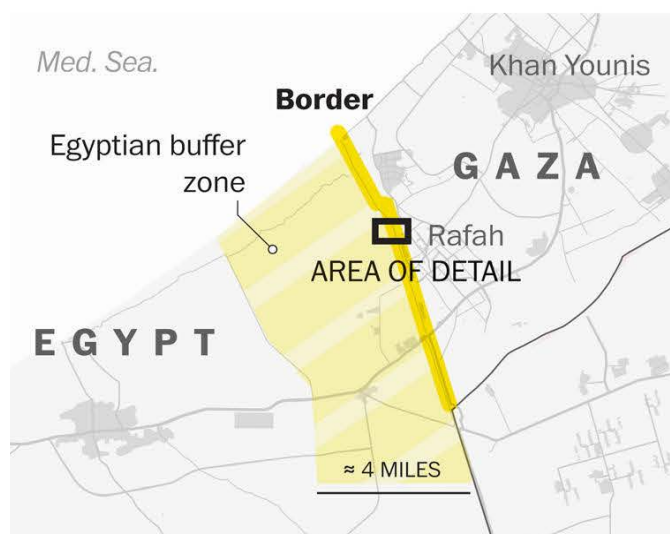 Med. Sea.
Khan Younis
Border
Egyptian buffer
zone
GAZA
Rafah
AREA OF DETAIL
EGYPT
≈ 4 MILES